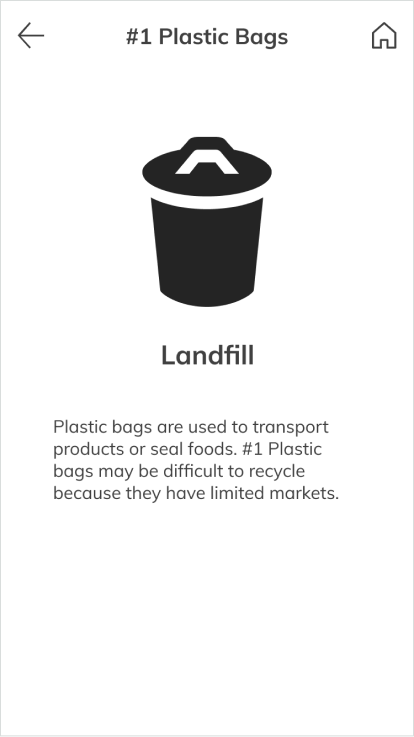 #1 Plastic Bags
Landfill
Plastic bags are used to transport
products or seal foods. #1 Plastic
bags may be difficult to recycle
because they have limited markets.